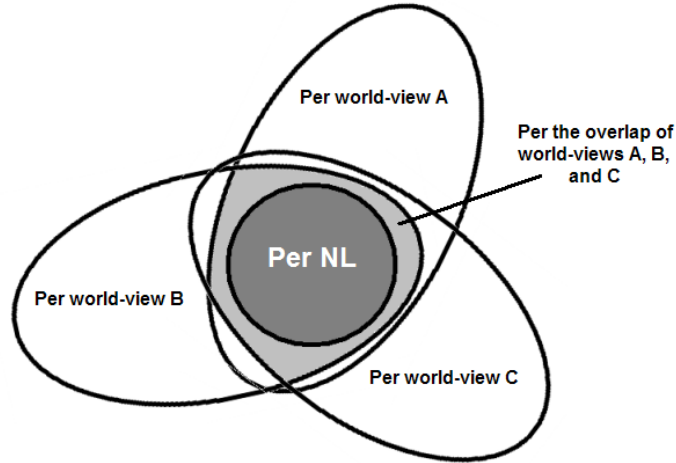 Per world-view A
Per the overlap of
world-views A, B,
and C
Per NL
Per world-view B
Per world-view C